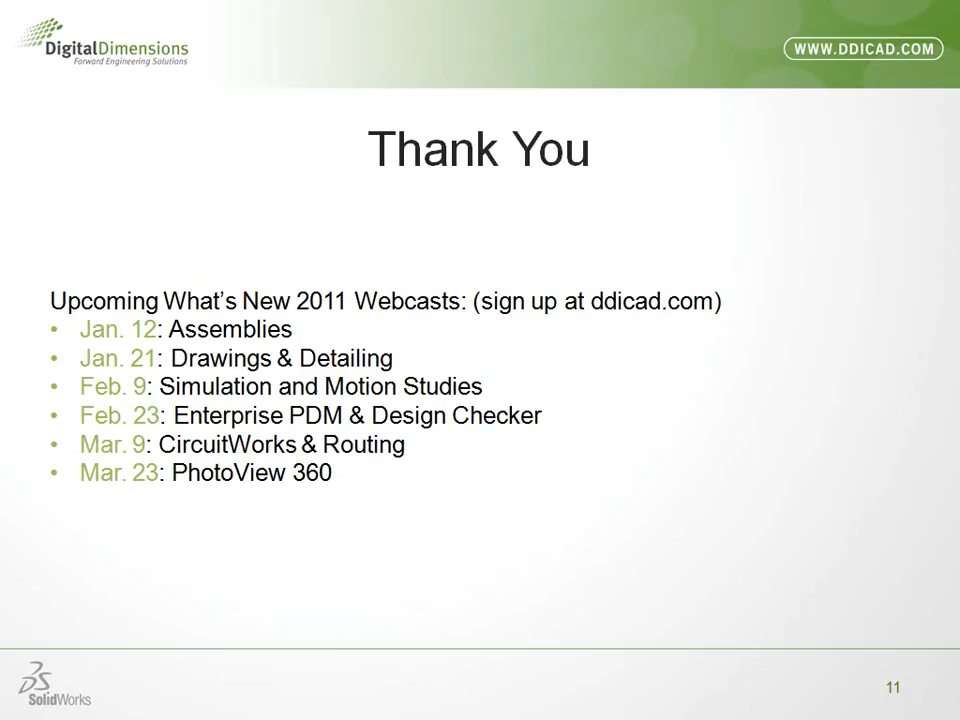 DigitalDimensions
Forward Engineering Solutions
WWW.DDICAD.COM
Thank You
Upcoming What's New 2011 Webcasts: (sign up at ddicad.com)
• Jan. 12: Assemblies
• Jan. 21: Drawings & Detailing
• Feb. 9: Simulation and Motion Studies
• Feb. 23: Enterprise PDM & Design Checker
• Mar. 9: CircuitWorks & Routing
• Mar. 23: PhotoView 360
SolidWorks
11